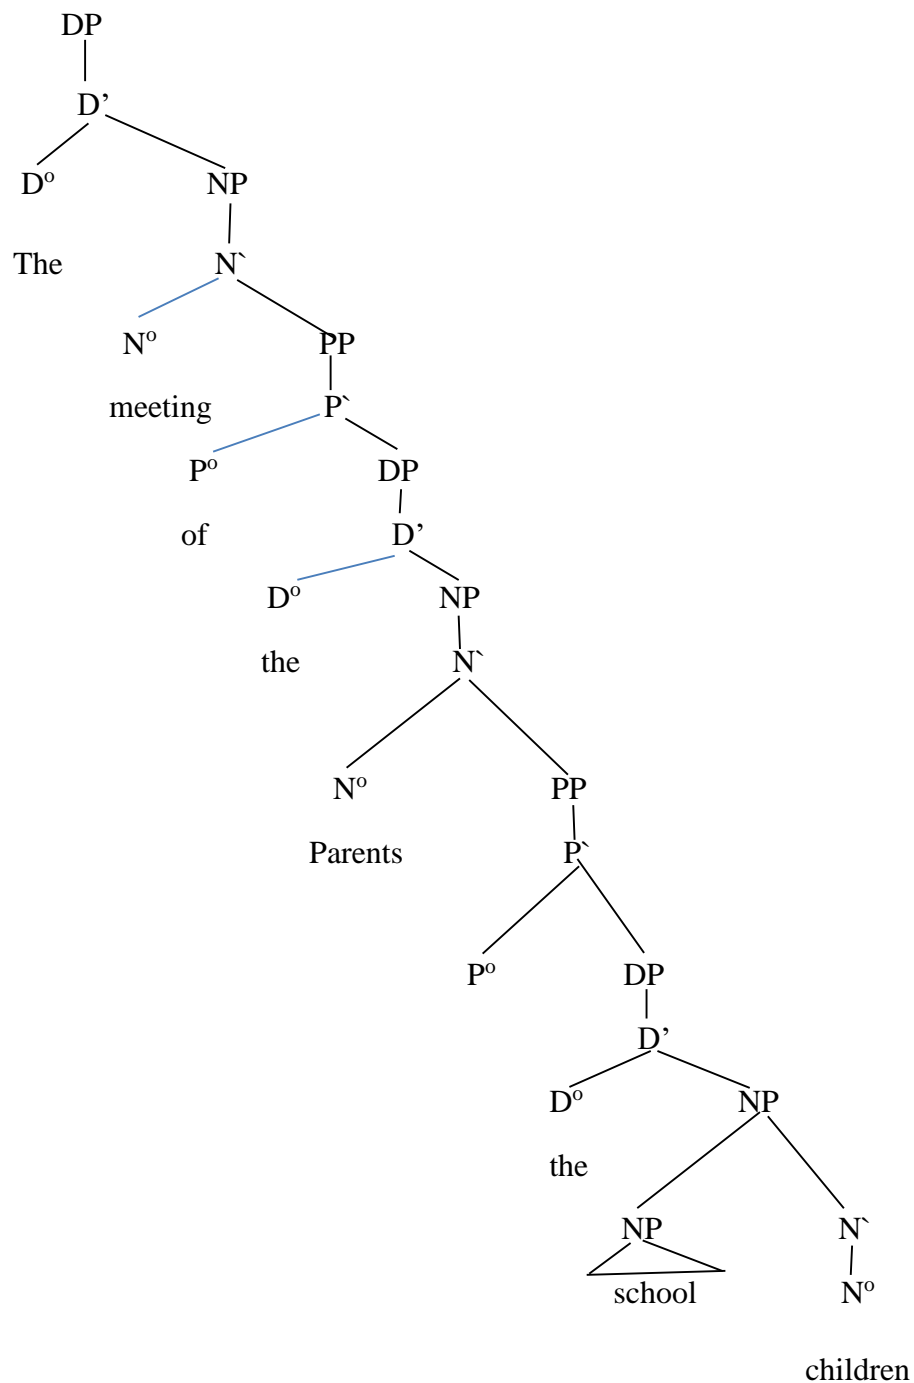 DP
D’
Dº NP
The N`
Nº PP
meeting P`
Pº DP
of D’
Dº NP
the N`
Nº PP
Parents P`
Pº DP
D’
Dº NP
the
NP N`
school Nº
children